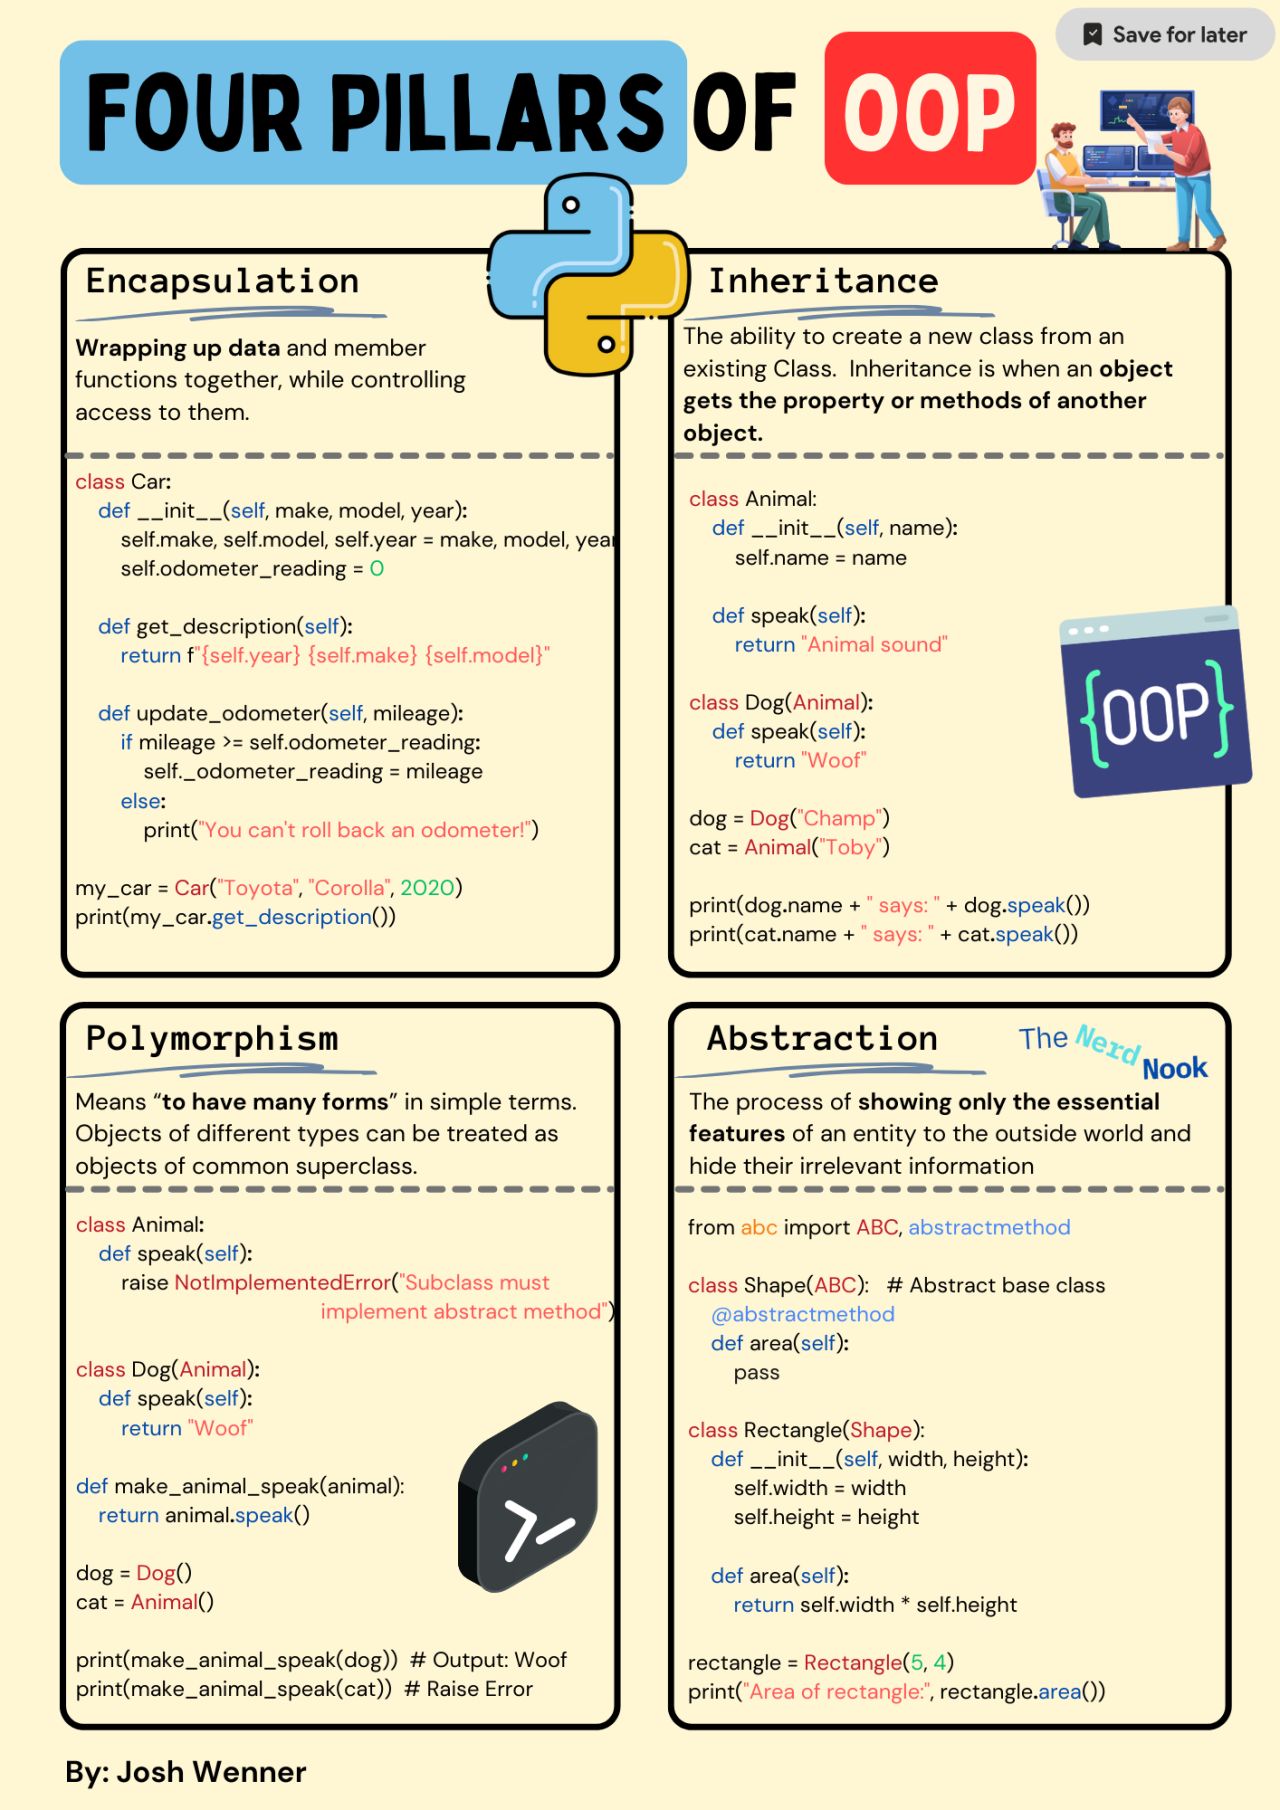 Save for later
FOUR PILLARS OF OOP
Encapsulation
Wrapping up data and member
functions together, while controlling
access to them.
class Car:
def __init__(self, make, model, year):
self.make, self.model, self.year = make, model, year
self.odometer_reading = 0
def get_description(self):
return f"{self.year} {self.make} {self.model}"
def update_odometer(self, mileage):
if mileage >= self.odometer_reading:
self._odometer_reading = mileage
else:
print("You can't roll back an odometer!")
my_car = Car("Toyota", "Corolla", 2020)
print(my_car.get_description())
Inheritance
The ability to create a new class from an
existing Class. Inheritance is when an object
gets the property or methods of another
object.
class Animal:
def __init__(self, name):
self.name = name
def speak(self):
return "Animal sound"
class Dog(Animal):
def speak(self):
return "Woof"
dog = Dog("Champ")
cat = Animal("Toby")
print(dog.name + " says: " + dog.speak())
print(cat.name + " says: " + cat.speak())
{OOP}
Polymorphism
Means “to have many forms” in simple terms.
Objects of different types can be treated as
objects of common superclass.
class Animal:
def speak(self):
raise NotImplementedError("Subclass must
implement abstract method")
class Dog(Animal):
def speak(self):
return "Woof"
def make_animal_speak(animal):
return animal.speak()
dog = Dog()
cat = Animal()
print(make_animal_speak(dog)) # Output: Woof
print(make_animal_speak(cat)) # Raise Error
Abstraction
The Nerd Nook
The process of showing only the essential
features of an entity to the outside world and
hide their irrelevant information
from abc import ABC, abstractmethod
class Shape(ABC): # Abstract base class
@abstractmethod
def area(self):
pass
class Rectangle(Shape):
def __init__(self, width, height):
self.width = width
self.height = height
def area(self):
return self.width * self.height
rectangle = Rectangle(5, 4)
print("Area of rectangle:", rectangle.area())
By: Josh Wenner